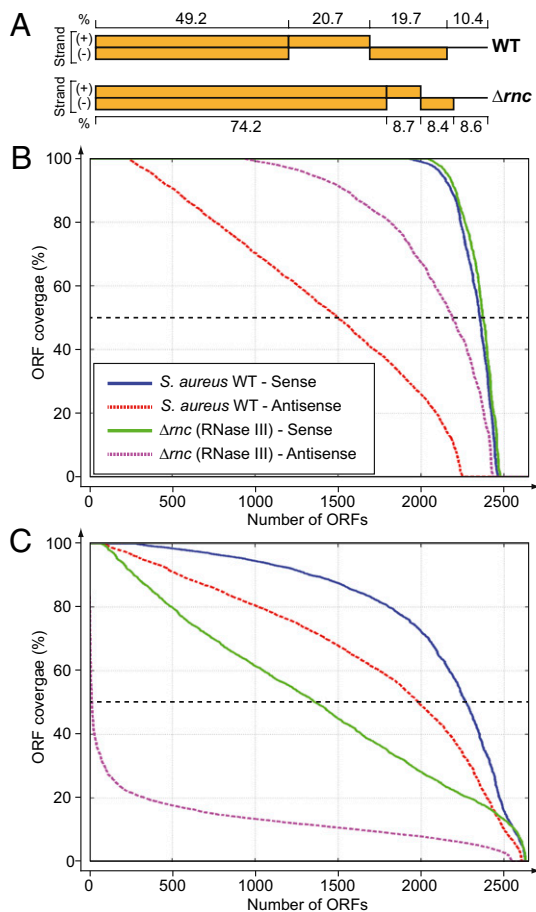 A
% 49.2 20.7 19.7 10.4
Strand (+) WT
(-)
Strand (+) Δrnc
(-)
% 74.2 8.7 8.4 8.6
B
100
80
60
40
20
0
ORF covergae (%)
S. aureus WT - Sense
S. aureus WT - Antisense
Δrnc (RNase III) - Sense
Δrnc (RNase III) - Antisense
0 500 1000 1500 2000 2500
Number of ORFs
C
100
80
60
40
20
0
ORF covergae (%)
0 500 1000 1500 2000 2500
Number of ORFs